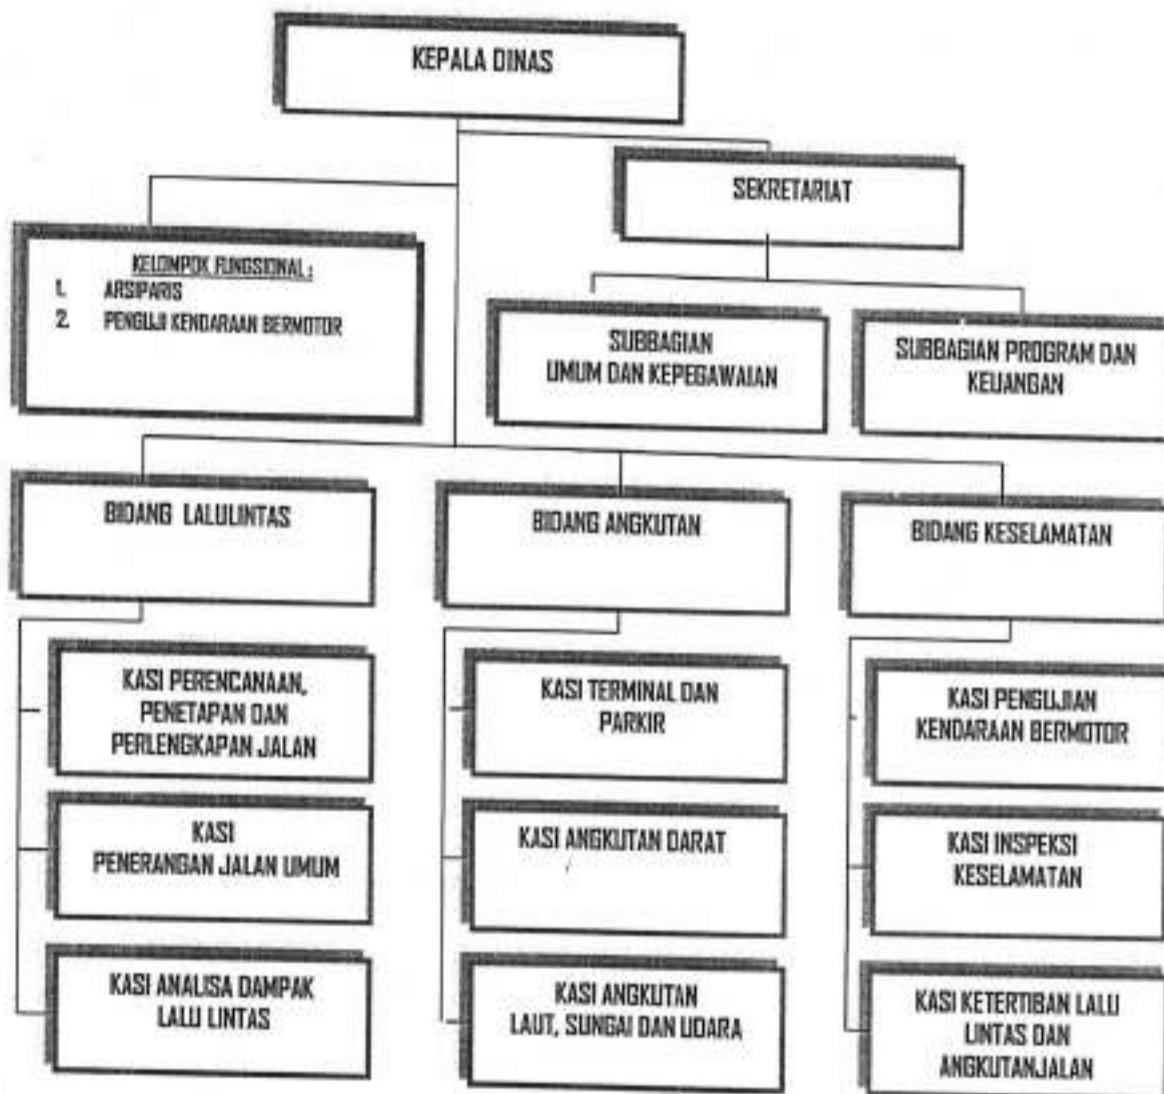 KEPALA DINAS
SEKRETARIAT
KELOMPOK FUNGSIONAL :
1. ARSIPARIS
2. PENGUJI KENDARAAN BERMOTOR
SUBBAGIAN
UMUM DAN KEPEGAWAIAN
SUBBAGIAN PROGRAM DAN
KEUANGAN
BIDANG LALULINTAS
BIDANG ANGKUTAN
BIDANG KESELAMATAN
KASI PERENCANAAN,
PENETAPAN DAN
PERLENGKAPAN JALAN
KASI TERMINAL DAN
PARKIR
KASI PENGUJIAN
KENDARAAN BERMOTOR
KASI
PENERANGAN JALAN UMUM
KASI ANGKUTAN DARAT
KASI INSPEKSI
KESELAMATAN
KASI ANALISA DAMPAK
LALU LINTAS
KASI ANGKUTAN
LAUT, SUNGAI DAN UDARA
KASI KETERTIBAN LALU
LINTAS DAN
ANGKUTANJALAN